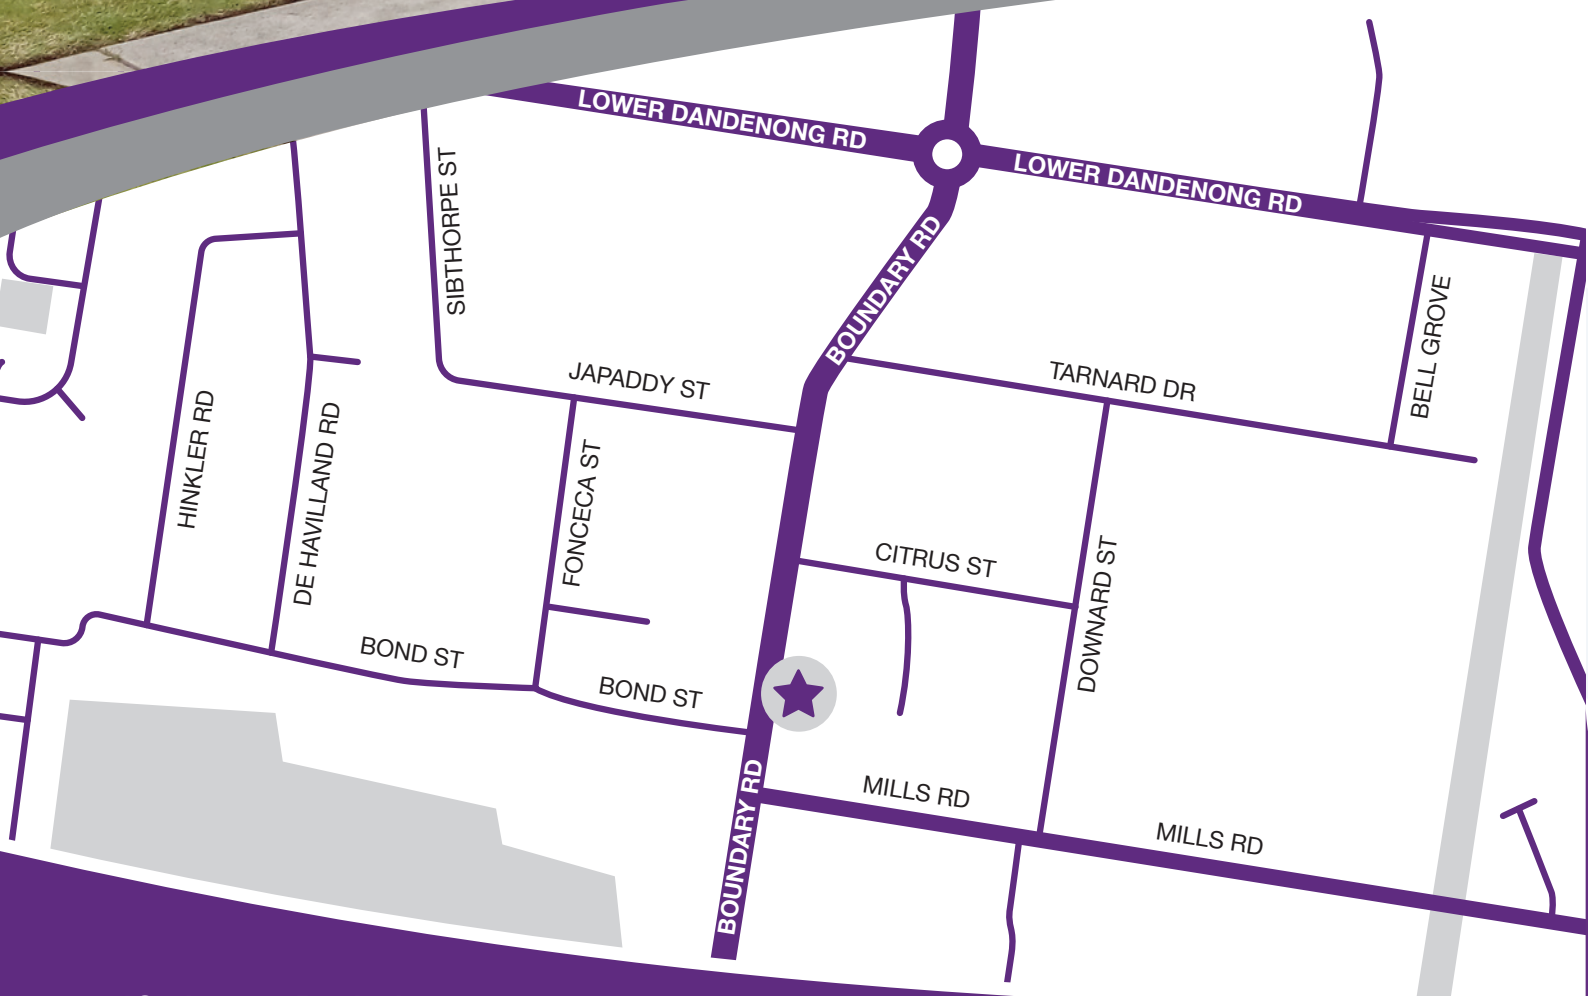 LOWER DANDENONG RD
LOWER DANDENONG RD
SIBTHORPE ST
BOUNDARY RD
BELL GROVE
JAPADDY ST
TARNARD DR
HINKLER RD
DE HAVILLAND RD
FONCECA ST
CITRUS ST
DOWNARD ST
BOND ST
BOND ST
BOUNDARY RD
MILLS RD
MILLS RD